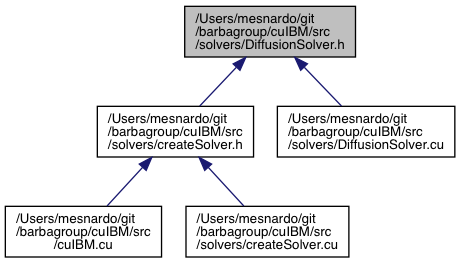 /Users/mesnardo/git
/barbagroup/cuIBM/src
/solvers/DiffusionSolver.h
/Users/mesnardo/git
/barbagroup/cuIBM/src
/solvers/createSolver.h
/Users/mesnardo/git
/barbagroup/cuIBM/src
/solvers/DiffusionSolver.cu
/Users/mesnardo/git
/barbagroup/cuIBM/src
/cuIBM.cu
/Users/mesnardo/git
/barbagroup/cuIBM/src
/solvers/createSolver.cu